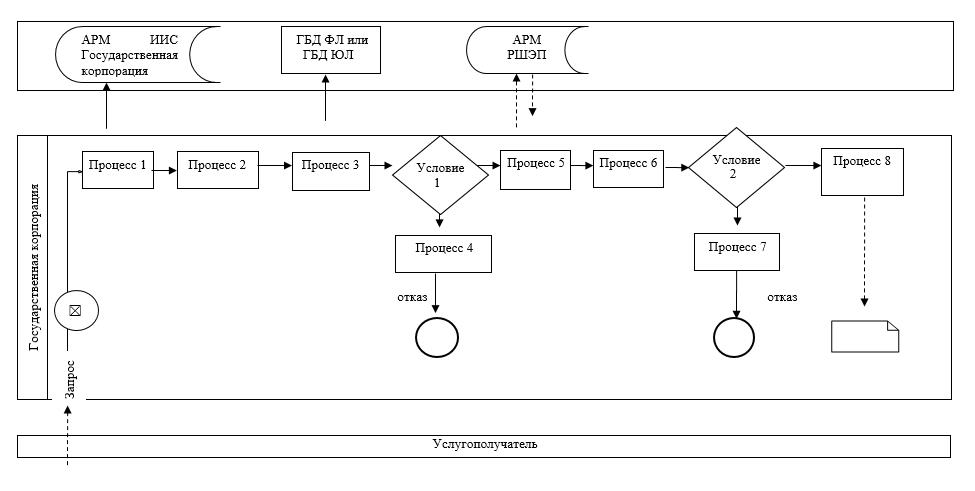 АРМ ИИС
Государственная
корпорация
ГБД ФЛ или
ГБД ЮЛ
АРМ
РШЭП
Государственная корпорация
Процесс 1
Процесс 2
Процесс 3
Условие
1
Процесс 5
Процесс 6
Условие
2
Процесс 8
Процесс 4
Процесс 7
отказ
отказ
Запрос
Услугополучатель